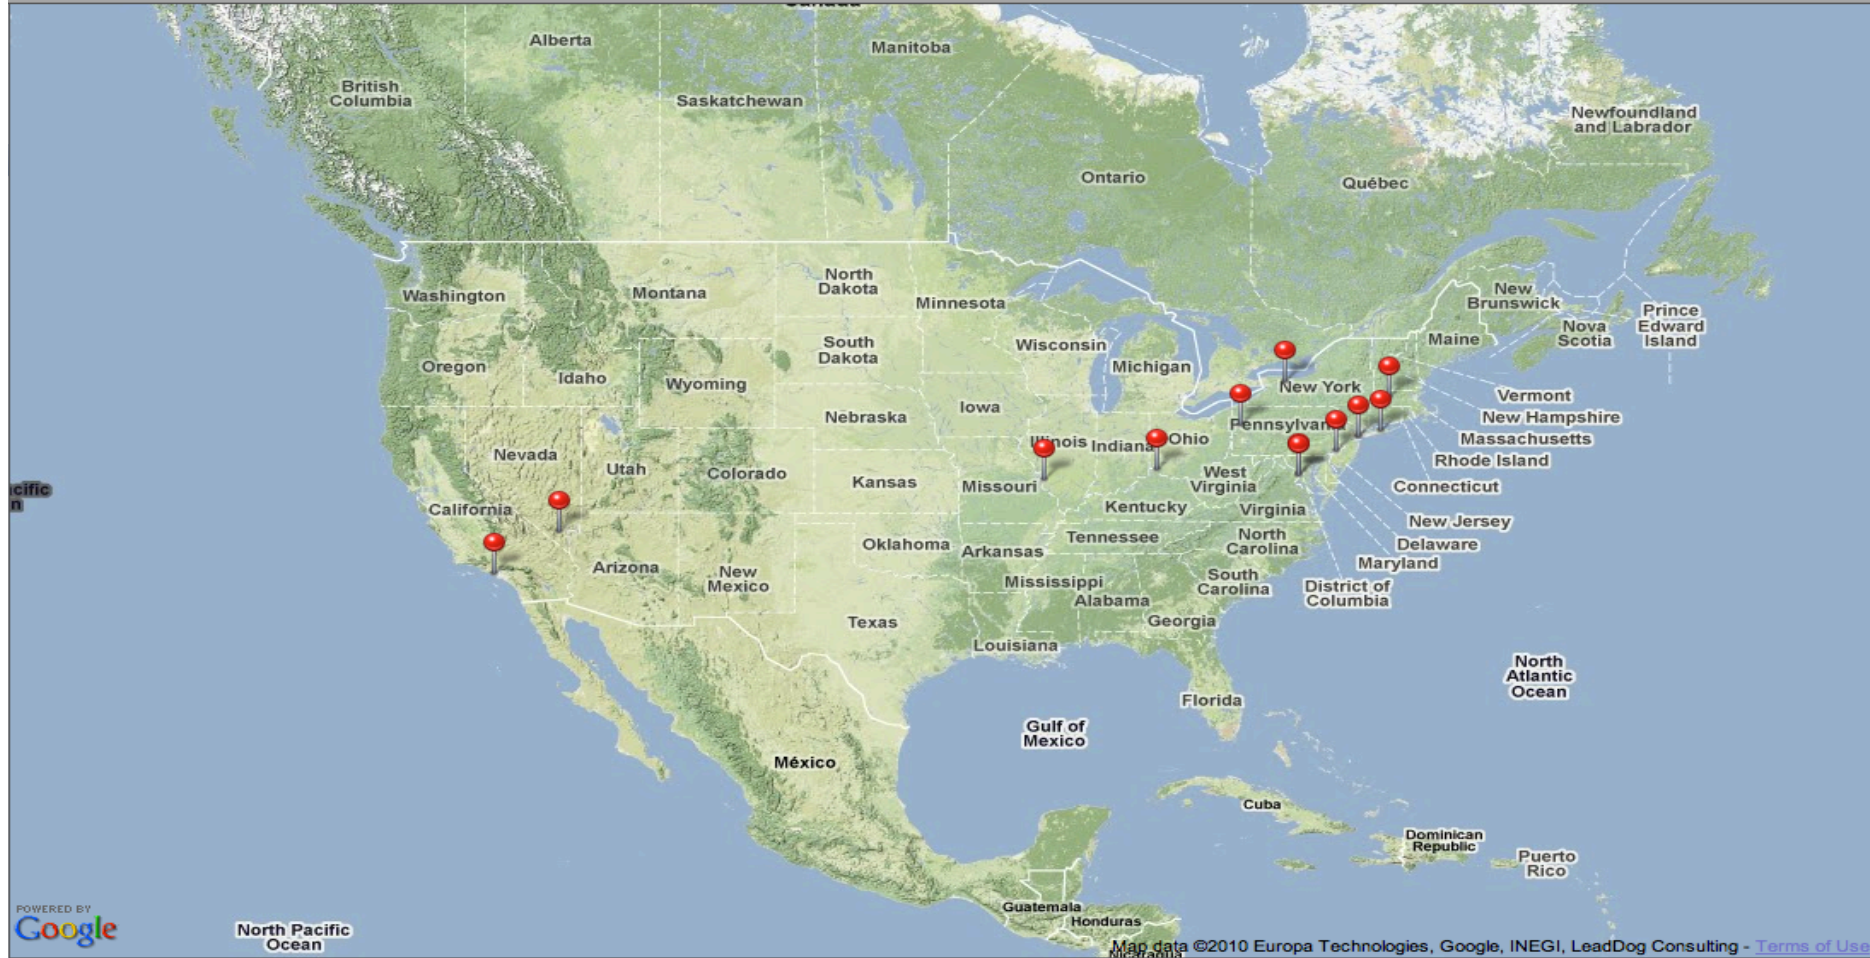 Canada
Alberta
Manitoba
British
Columbia
Saskatchewan
Newfoundland
and Labrador
Ontario
Québec
Washington
Montana
North
Dakota
Minnesota
New
Brunswick
Prince
Edward
Island
Nova
Scotia
Maine
Oregon
Idaho
Wyoming
South
Dakota
Wisconsin
Michigan
New York
Vermont
New Hampshire
Massachusetts
Rhode Island
Connecticut
New Jersey
Delaware
Maryland
District of
Columbia
Nebraska
Iowa
Pennsylvan
Illinois
Indiana
Ohio
Nevada
Utah
Colorado
Kansas
Missouri
West
Virginia
Kentucky
Virginia
cific
n
California
Arizona
New
Mexico
Oklahoma
Arkansas
Tennessee
North
Carolina
Mississippi
Alabama
South
Carolina
Georgia
Texas
Louisiana
Florida
North
Atlantic
Ocean
Gulf of
Mexico
México
Cuba
Dominican
Republic
Puerto
Rico
Guatemala
Honduras
Nicaragua
POWERED BY
Google
North Pacific
Ocean
Map data ©2010 Europa Technologies, Google, INEGI, LeadDog Consulting - Terms of Use